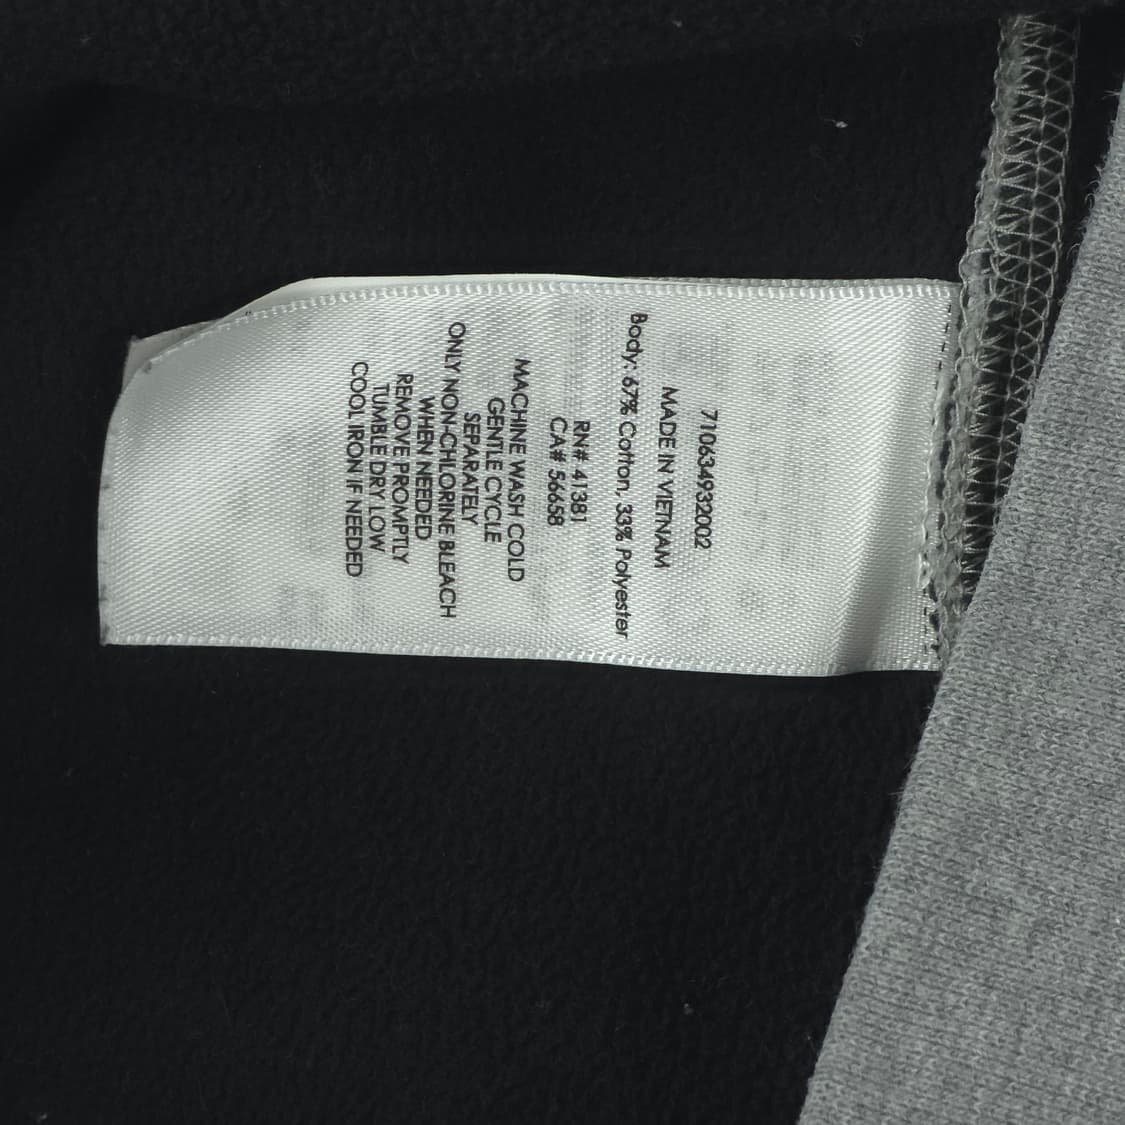 710634932002
MADE IN VIETNAM
Body: 67% Cotton, 33% Polyester
RN# 41381
CA# 56658
MACHINE WASH COLD
GENTLE CYCLE
SEPARATELY
ONLY NON-CHLORINE BLEACH
WHEN NEEDED
REMOVE PROMPTLY
TUMBLE DRY LOW
COOL IRON IF NEEDED